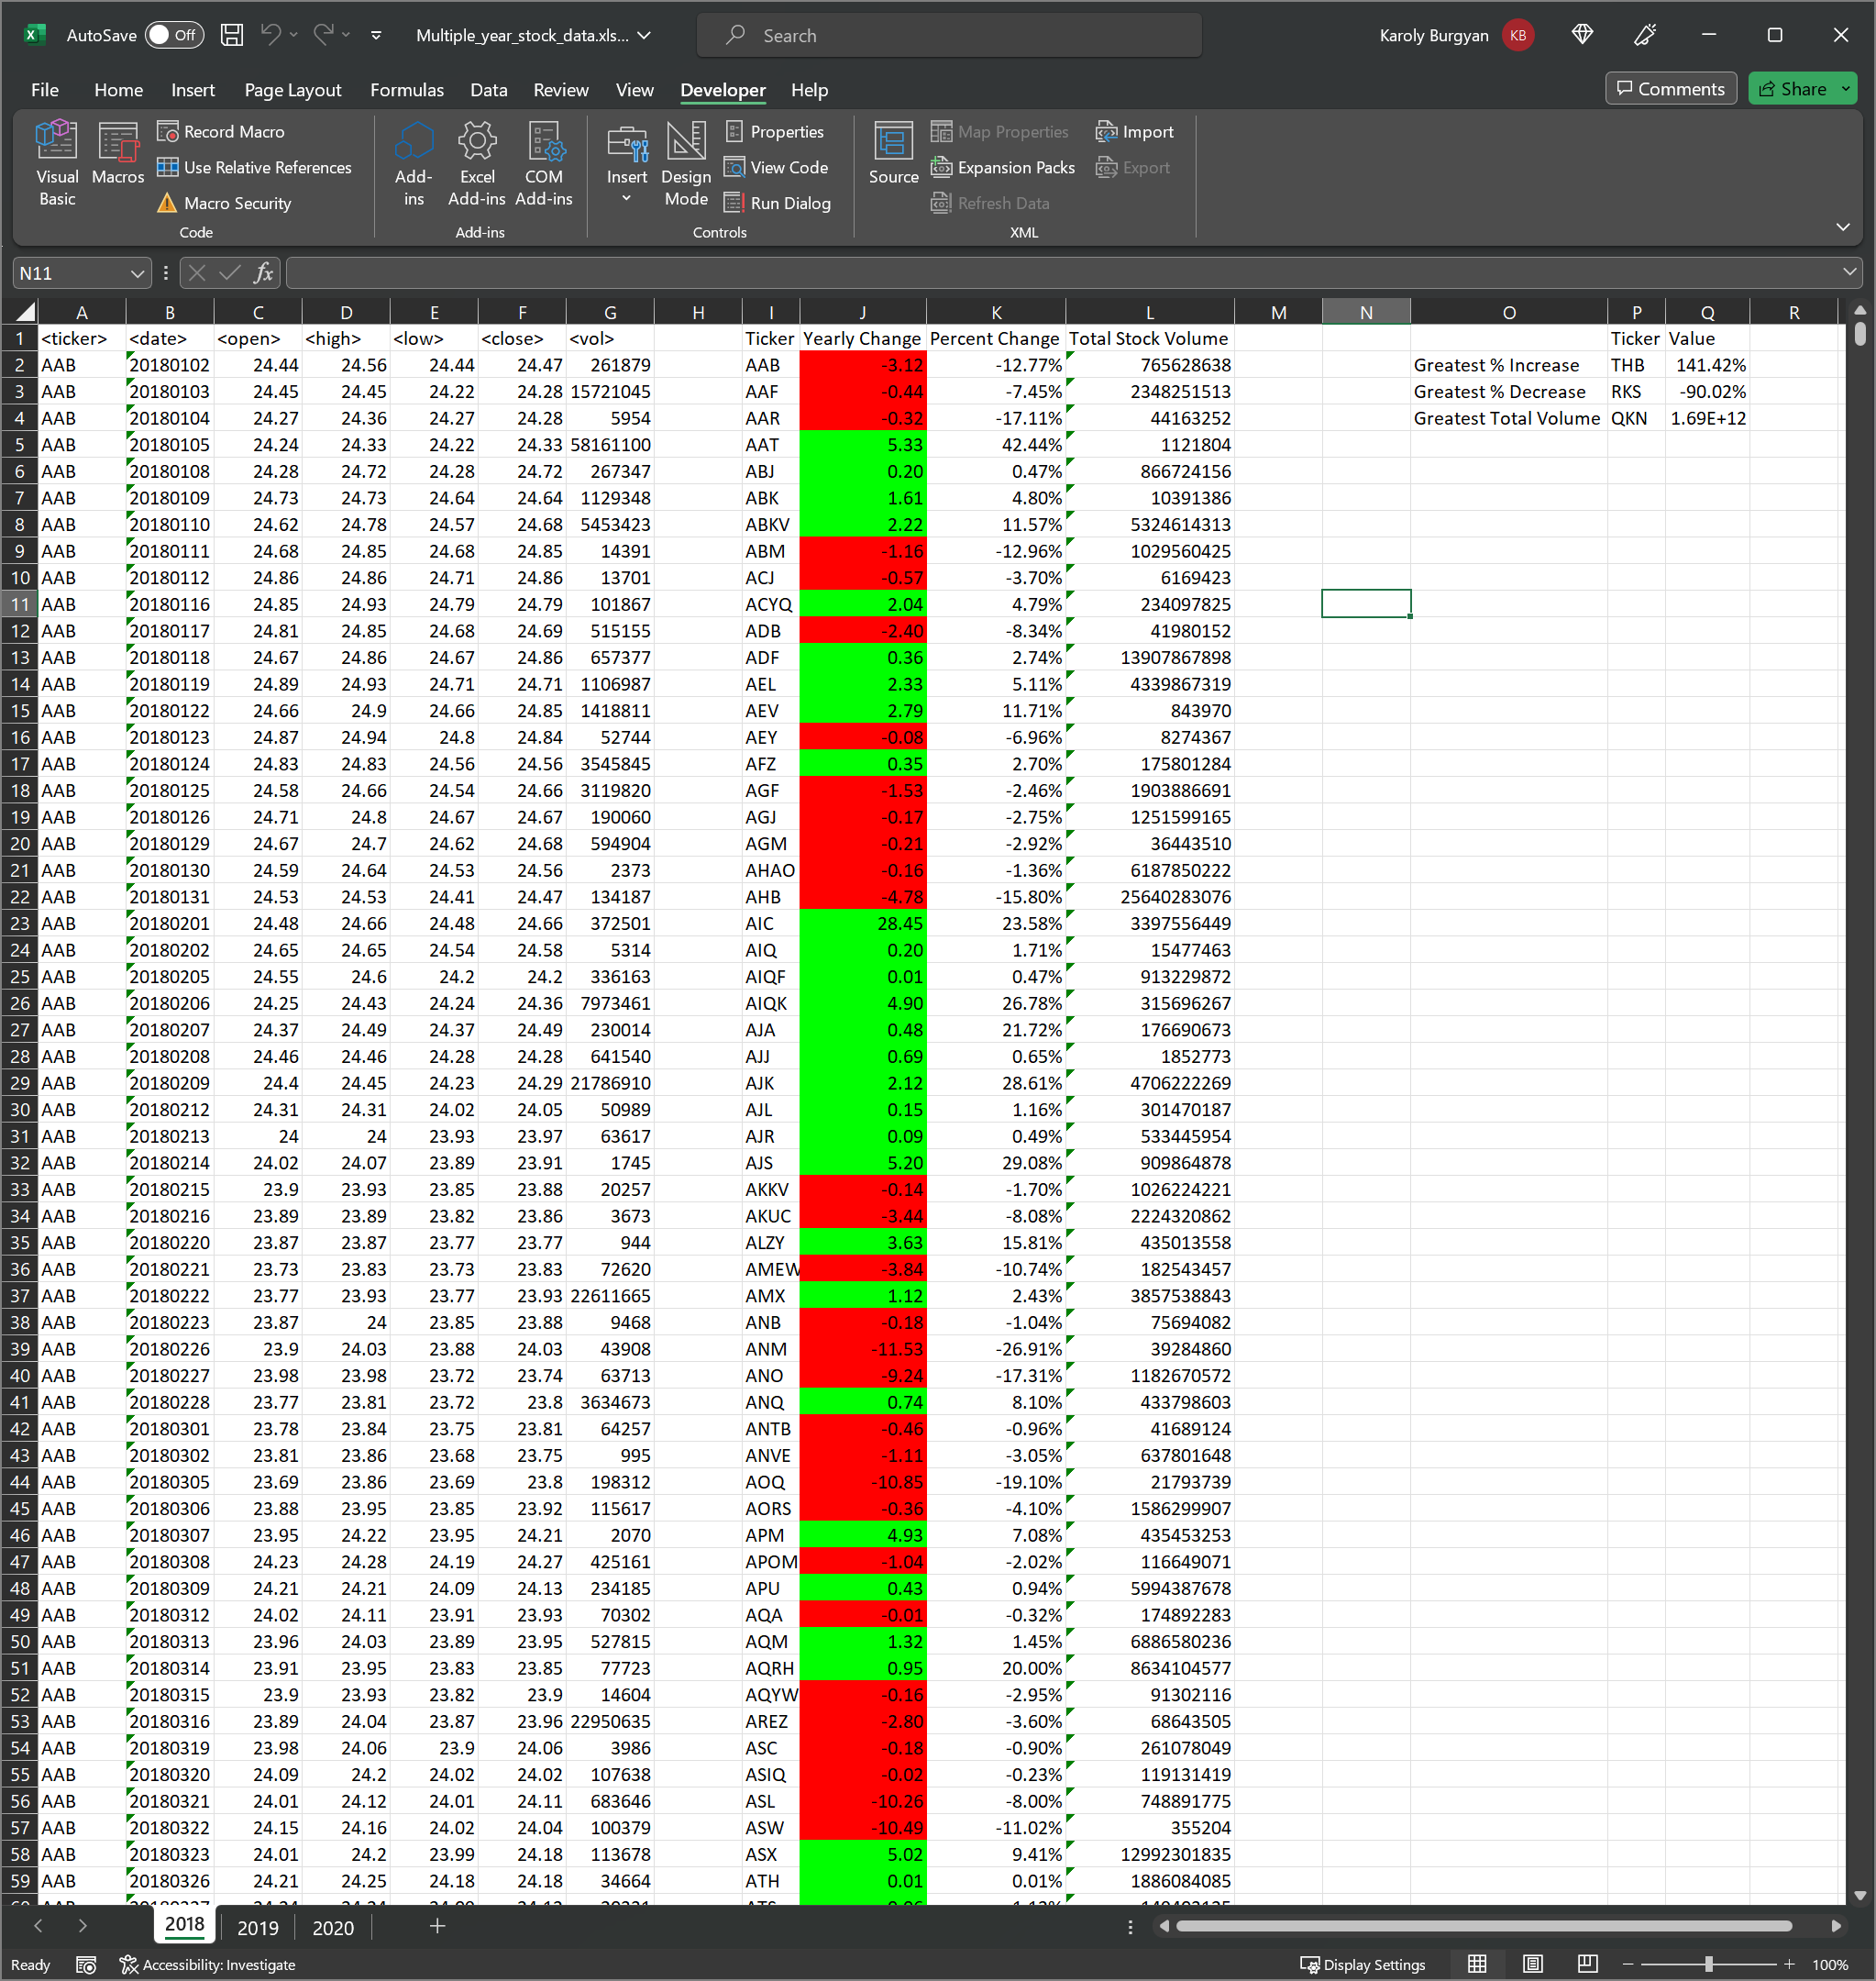 AutoSave Off Multiple_year_stock_data.xls... Search Karoly Burgyan KB
File Home Insert Page Layout Formulas Data Review View Developer Help Comments Share
Visual Basic Macros Record Macro Use Relative References Macro Security Code
Add-ins Excel Add-ins COM Add-ins Add-ins
Insert Design Mode Properties View Code Run Dialog Controls
Source Map Properties Expansion Packs Refresh Data Import Export XML
N11 fx
A B C D E F G H I J K L M N O P Q R
1 <ticker> <date> <open> <high> <low> <close> <vol> Ticker Yearly Change Percent Change Total Stock Volume Ticker Value
2 AAB 20180102 24.44 24.56 24.44 24.47 261879 AAB -3.12 -12.77% 765628638 Greatest % Increase THB 141.42%
3 AAB 20180103 24.45 24.45 24.22 24.28 15721045 AAF -0.44 -7.45% 2348251513 Greatest % Decrease RKS -90.02%
4 AAB 20180104 24.27 24.36 24.27 24.28 5954 AAR -0.32 -17.11% 44163252 Greatest Total Volume QKN 1.69E+12
5 AAB 20180105 24.24 24.33 24.22 24.33 58161100 AAT 5.33 42.44% 1121804
6 AAB 20180108 24.28 24.72 24.28 24.72 267347 ABJ 0.20 0.47% 866724156
7 AAB 20180109 24.73 24.73 24.64 24.64 1129348 ABK 1.61 4.80% 10391386
8 AAB 20180110 24.62 24.78 24.57 24.68 5453423 ABKV 2.22 11.57% 5324614313
9 AAB 20180111 24.68 24.85 24.68 24.85 14391 ABM -1.16 -12.96% 1029560425
10 AAB 20180112 24.86 24.86 24.71 24.86 13701 ACJ -0.57 -3.70% 6169423
11 AAB 20180116 24.85 24.93 24.79 24.79 101867 ACYQ 2.04 4.79% 234097825
12 AAB 20180117 24.81 24.85 24.68 24.69 515155 ADB -2.40 -8.34% 41980152
13 AAB 20180118 24.67 24.86 24.67 24.86 657377 ADF 0.36 2.74% 13907867898
14 AAB 20180119 24.89 24.93 24.71 24.71 1106987 AEL 2.33 5.11% 4339867319
15 AAB 20180122 24.66 24.9 24.66 24.85 1418811 AEV 2.79 11.71% 843970
16 AAB 20180123 24.87 24.94 24.8 24.84 52744 AEY -0.08 -6.96% 8274367
17 AAB 20180124 24.83 24.83 24.56 24.56 3545845 AFZ 0.35 2.70% 175801284
18 AAB 20180125 24.58 24.66 24.54 24.66 3119820 AGF -1.53 -2.46% 1903886691
19 AAB 20180126 24.71 24.8 24.67 24.67 190060 AGJ -0.17 -2.75% 1251599165
20 AAB 20180129 24.67 24.7 24.62 24.68 594904 AGM -0.21 -2.92% 36443510
21 AAB 20180130 24.59 24.64 24.53 24.56 2373 AHAO -0.16 -1.36% 6187850222
22 AAB 20180131 24.53 24.53 24.41 24.47 134187 AHB -4.78 -15.80% 25640283076
23 AAB 20180201 24.48 24.66 24.48 24.66 372501 AIC 28.45 23.58% 3397556449
24 AAB 20180202 24.65 24.65 24.54 24.58 5314 AIQ 0.20 1.71% 15477463
25 AAB 20180205 24.55 24.6 24.2 24.2 336163 AIQF 0.01 0.47% 913229872
26 AAB 20180206 24.25 24.43 24.24 24.36 7973461 AIQK 4.90 26.78% 315696267
27 AAB 20180207 24.37 24.49 24.37 24.49 230014 AJA 0.48 21.72% 176690673
28 AAB 20180208 24.46 24.46 24.28 24.28 641540 AJJ 0.69 0.65% 1852773
29 AAB 20180209 24.4 24.45 24.23 24.29 21786910 AJK 2.12 28.61% 4706222269
30 AAB 20180212 24.31 24.31 24.02 24.05 50989 AJL 0.15 1.16% 301470187
31 AAB 20180213 24 24 23.93 23.97 63617 AJR 0.09 0.49% 533445954
32 AAB 20180214 24.02 24.07 23.89 23.91 1745 AJS 5.20 29.08% 909864878
33 AAB 20180215 23.9 23.93 23.85 23.88 20257 AKKV -0.14 -1.70% 1026224221
34 AAB 20180216 23.89 23.89 23.82 23.86 3673 AKUC -3.44 -8.08% 2224320862
35 AAB 20180220 23.87 23.87 23.77 23.77 944 ALZY 3.63 15.81% 435013558
36 AAB 20180221 23.73 23.83 23.73 23.83 72620 AMEW -3.84 -10.74% 182543457
37 AAB 20180222 23.77 23.93 23.77 23.93 22611665 AMX 1.12 2.43% 3857538843
38 AAB 20180223 23.87 24 23.85 23.88 9468 ANB -0.18 -1.04% 75694082
39 AAB 20180226 23.9 24.03 23.88 24.03 43908 ANM -11.53 -26.91% 39284860
40 AAB 20180227 23.98 23.98 23.72 23.74 63713 ANO -9.24 -17.31% 1182670572
41 AAB 20180228 23.77 23.81 23.72 23.8 3634673 ANQ 0.74 8.10% 433798603
42 AAB 20180301 23.78 23.84 23.75 23.81 64257 ANTB -0.46 -0.96% 41689124
43 AAB 20180302 23.81 23.86 23.68 23.75 995 ANVE -1.11 -3.05% 637801648
44 AAB 20180305 23.69 23.86 23.69 23.8 198312 AOQ -10.85 -19.10% 21793739
45 AAB 20180306 23.88 23.95 23.85 23.92 115617 AORS -0.36 -4.10% 1586299907
46 AAB 20180307 23.95 24.22 23.95 24.21 2070 APM 4.93 7.08% 435453253
47 AAB 20180308 24.23 24.28 24.19 24.27 425161 APOM -1.04 -2.02% 116649071
48 AAB 20180309 24.21 24.21 24.09 24.13 234185 APU 0.43 0.94% 5994387678
49 AAB 20180312 24.02 24.11 23.91 23.93 70302 AQA -0.01 -0.32% 174892283
50 AAB 20180313 23.96 24.03 23.89 23.95 527815 AQM 1.32 1.45% 6886580236
51 AAB 20180314 23.91 23.95 23.83 23.85 77723 AQRH 0.95 20.00% 8634104577
52 AAB 20180315 23.9 23.93 23.82 23.9 14604 AQYW -0.16 -2.95% 91302116
53 AAB 20180316 23.89 24.04 23.87 23.96 22950635 AREZ -2.80 -3.60% 68643505
54 AAB 20180319 23.98 24.06 23.9 24.06 3986 ASC -0.18 -0.90% 261078049
55 AAB 20180320 24.09 24.2 24.02 24.02 107638 ASIQ -0.02 -0.23% 119131419
56 AAB 20180321 24.01 24.12 24.01 24.11 683646 ASL -10.26 -8.00% 748891775
57 AAB 20180322 24.15 24.16 24.02 24.04 100379 ASW -10.49 -11.02% 355204
58 AAB 20180323 24.01 24.2 23.99 24.18 113678 ASX 5.02 9.41% 12992301835
59 AAB 20180326 24.21 24.25 24.18 24.18 34664 ATH 0.01 0.01% 1886084085
2018 2019 2020
Ready Accessibility: Investigate Display Settings 100%